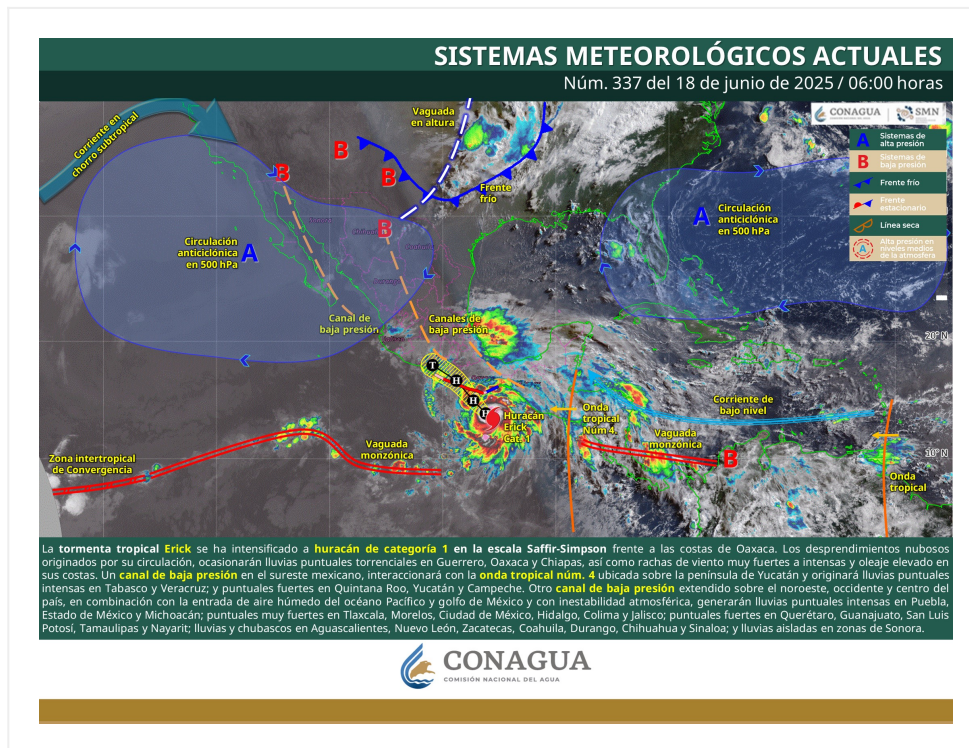 SISTEMAS METEOROLÓGICOS ACTUALES
Núm. 337 del 18 de junio de 2025 / 06:00 horas
CONAGUA
SMN
Corriente en
chorro subtropical
Vaguada
en altura
B
B
B
Frente
frío
B
A Sistemas de
alta presión
B Sistemas de
baja presión
Frente frío
Frente
estacionario
Línea seca
A Alta presión en
niveles medios
de la atmosfera
Circulación
anticiclónica
en 500 hPa
A
A
Circulación
anticiclónica
en 500 hPa
Chihuahua
Coahuila
Durango
Canal de
baja presión
Canales de
baja presión
20° N
T
H
H
H
Huracán
Erick
Cat. 1
Onda
tropical
Núm 4.
Corriente de
bajo nivel
Zona intertropical
de Convergencia
Vaguada
monzónica
Vaguada
monzónica
B
10° N
Onda
tropical
La tormenta tropical Erick se ha intensificado a huracán de categoría 1 en la escala Saffir-Simpson frente a las costas de Oaxaca. Los desprendimientos nubosos
originados por su circulación, ocasionarán lluvias puntuales torrenciales en Guerrero, Oaxaca y Chiapas, así como rachas de viento muy fuertes a intensas y oleaje elevado en
sus costas. Un canal de baja presión en el sureste mexicano, interaccionará con la onda tropical núm. 4 ubicada sobre la península de Yucatán y originará lluvias puntuales
intensas en Tabasco y Veracruz; y puntuales fuertes en Quintana Roo, Yucatán y Campeche. Otro canal de baja presión extendido sobre el noroeste, occidente y centro del
país, en combinación con la entrada de aire húmedo del océano Pacífico y golfo de México y con inestabilidad atmosférica, generarán lluvias puntuales intensas en Puebla,
Estado de México y Michoacán; puntuales muy fuertes en Tlaxcala, Morelos, Ciudad de México, Hidalgo, Colima y Jalisco; puntuales fuertes en Querétaro, Guanajuato, San Luis
Potosí, Tamaulipas y Nayarit; lluvias y chubascos en Aguascalientes, Nuevo León, Zacatecas, Coahuila, Durango, Chihuahua y Sinaloa; y lluvias aisladas en zonas de Sonora.
CONAGUA
COMISIÓN NACIONAL DEL AGUA